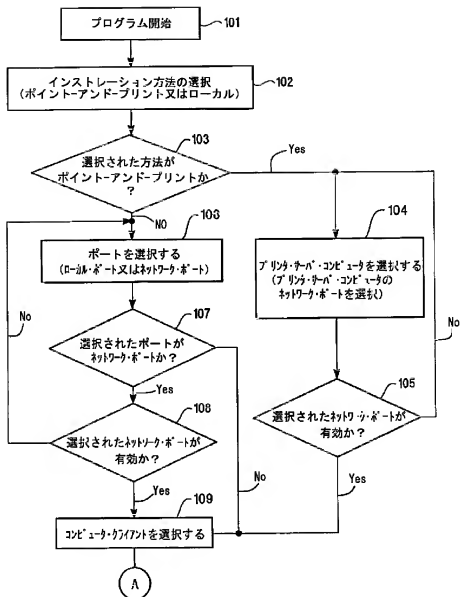 プログラム開始
101
インストレーション方法の選択
(ポイントーアンドープリント又はローカル)
102
103
選択された方法が
ポイントーアンドープリントか
?
Yes
NO
106
ポートを選択する
(ローカル・ポート又はネットワーク・ポート)
104
プリンタ・サーバ・コンピュータを選択する
(プリンタ・サーバ・コンピュータの
ネットワーク・ポートを選択)
No
No
107
選択されたポートが
ネットワーク・ポートか?
Yes
105
選択されたネットワーク・ポートが
有効か?
108
選択されたネットワーク・ポートが
有効か?
No
Yes
Yes
109
コンピュータ・クライアントを選択する
A